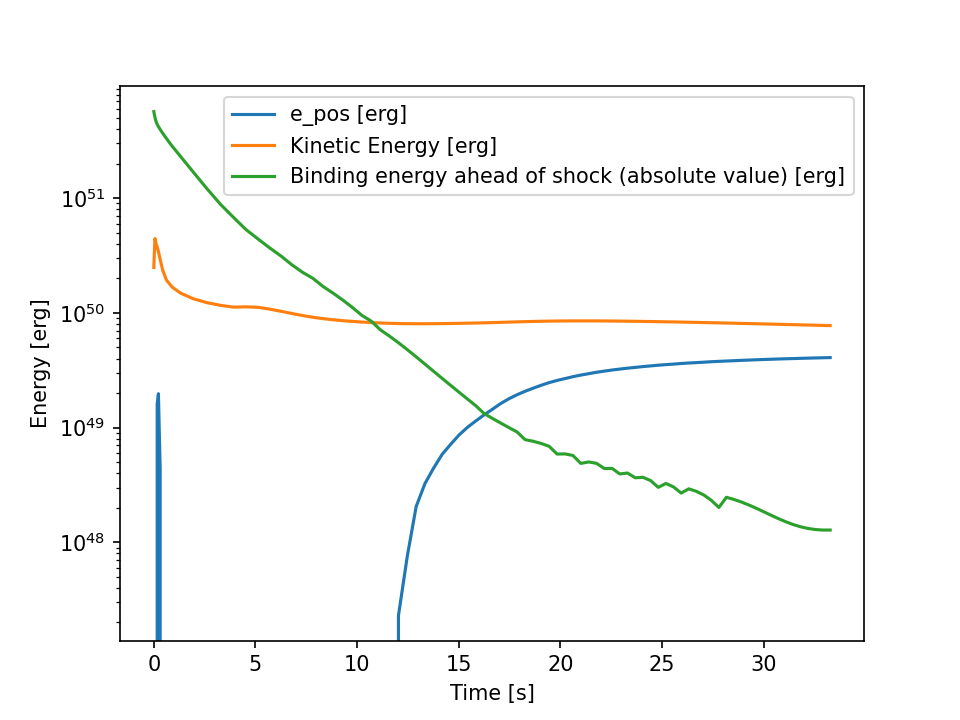 e_pos [erg]
Kinetic Energy [erg]
Binding energy ahead of shock (absolute value) [erg]
Energy [erg]
10^51
10^50
10^49
10^48
0 5 10 15 20 25 30
Time [s]